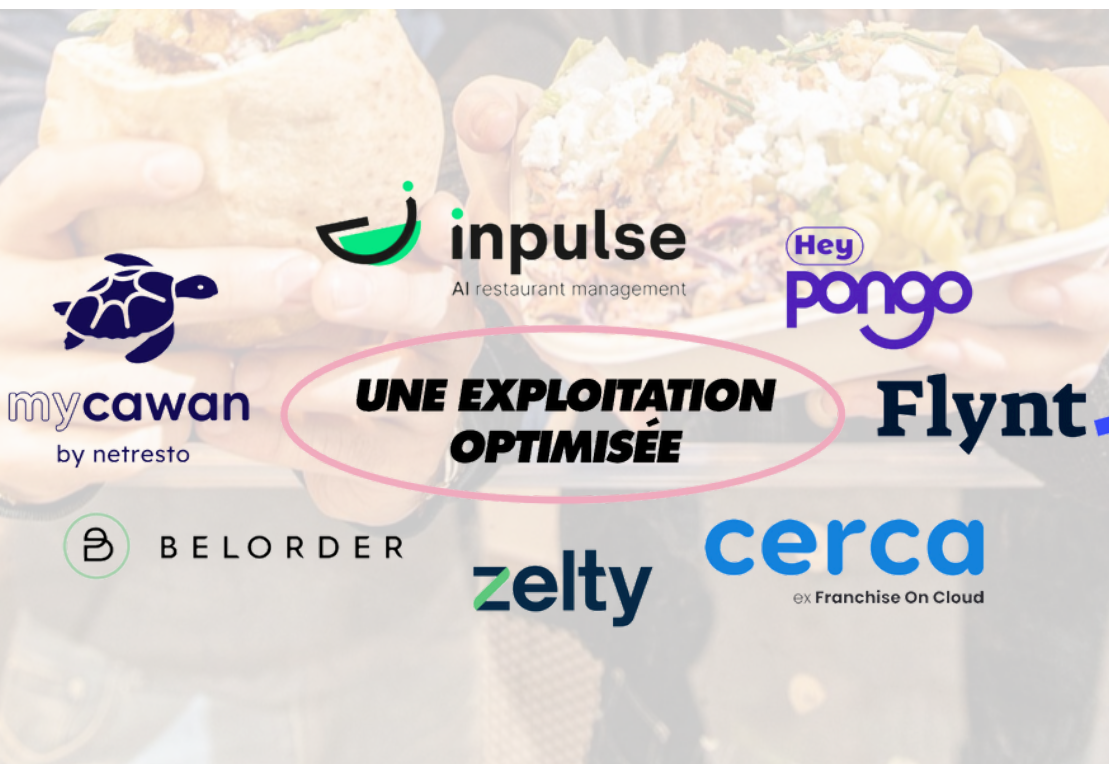 inpulse
AI restaurant management
Hey
pongo
mycawan
by netresto
UNE EXPLOITATION
OPTIMISÉE
Flynt
BELORDER
zelty
cerca
ex Franchise On Cloud